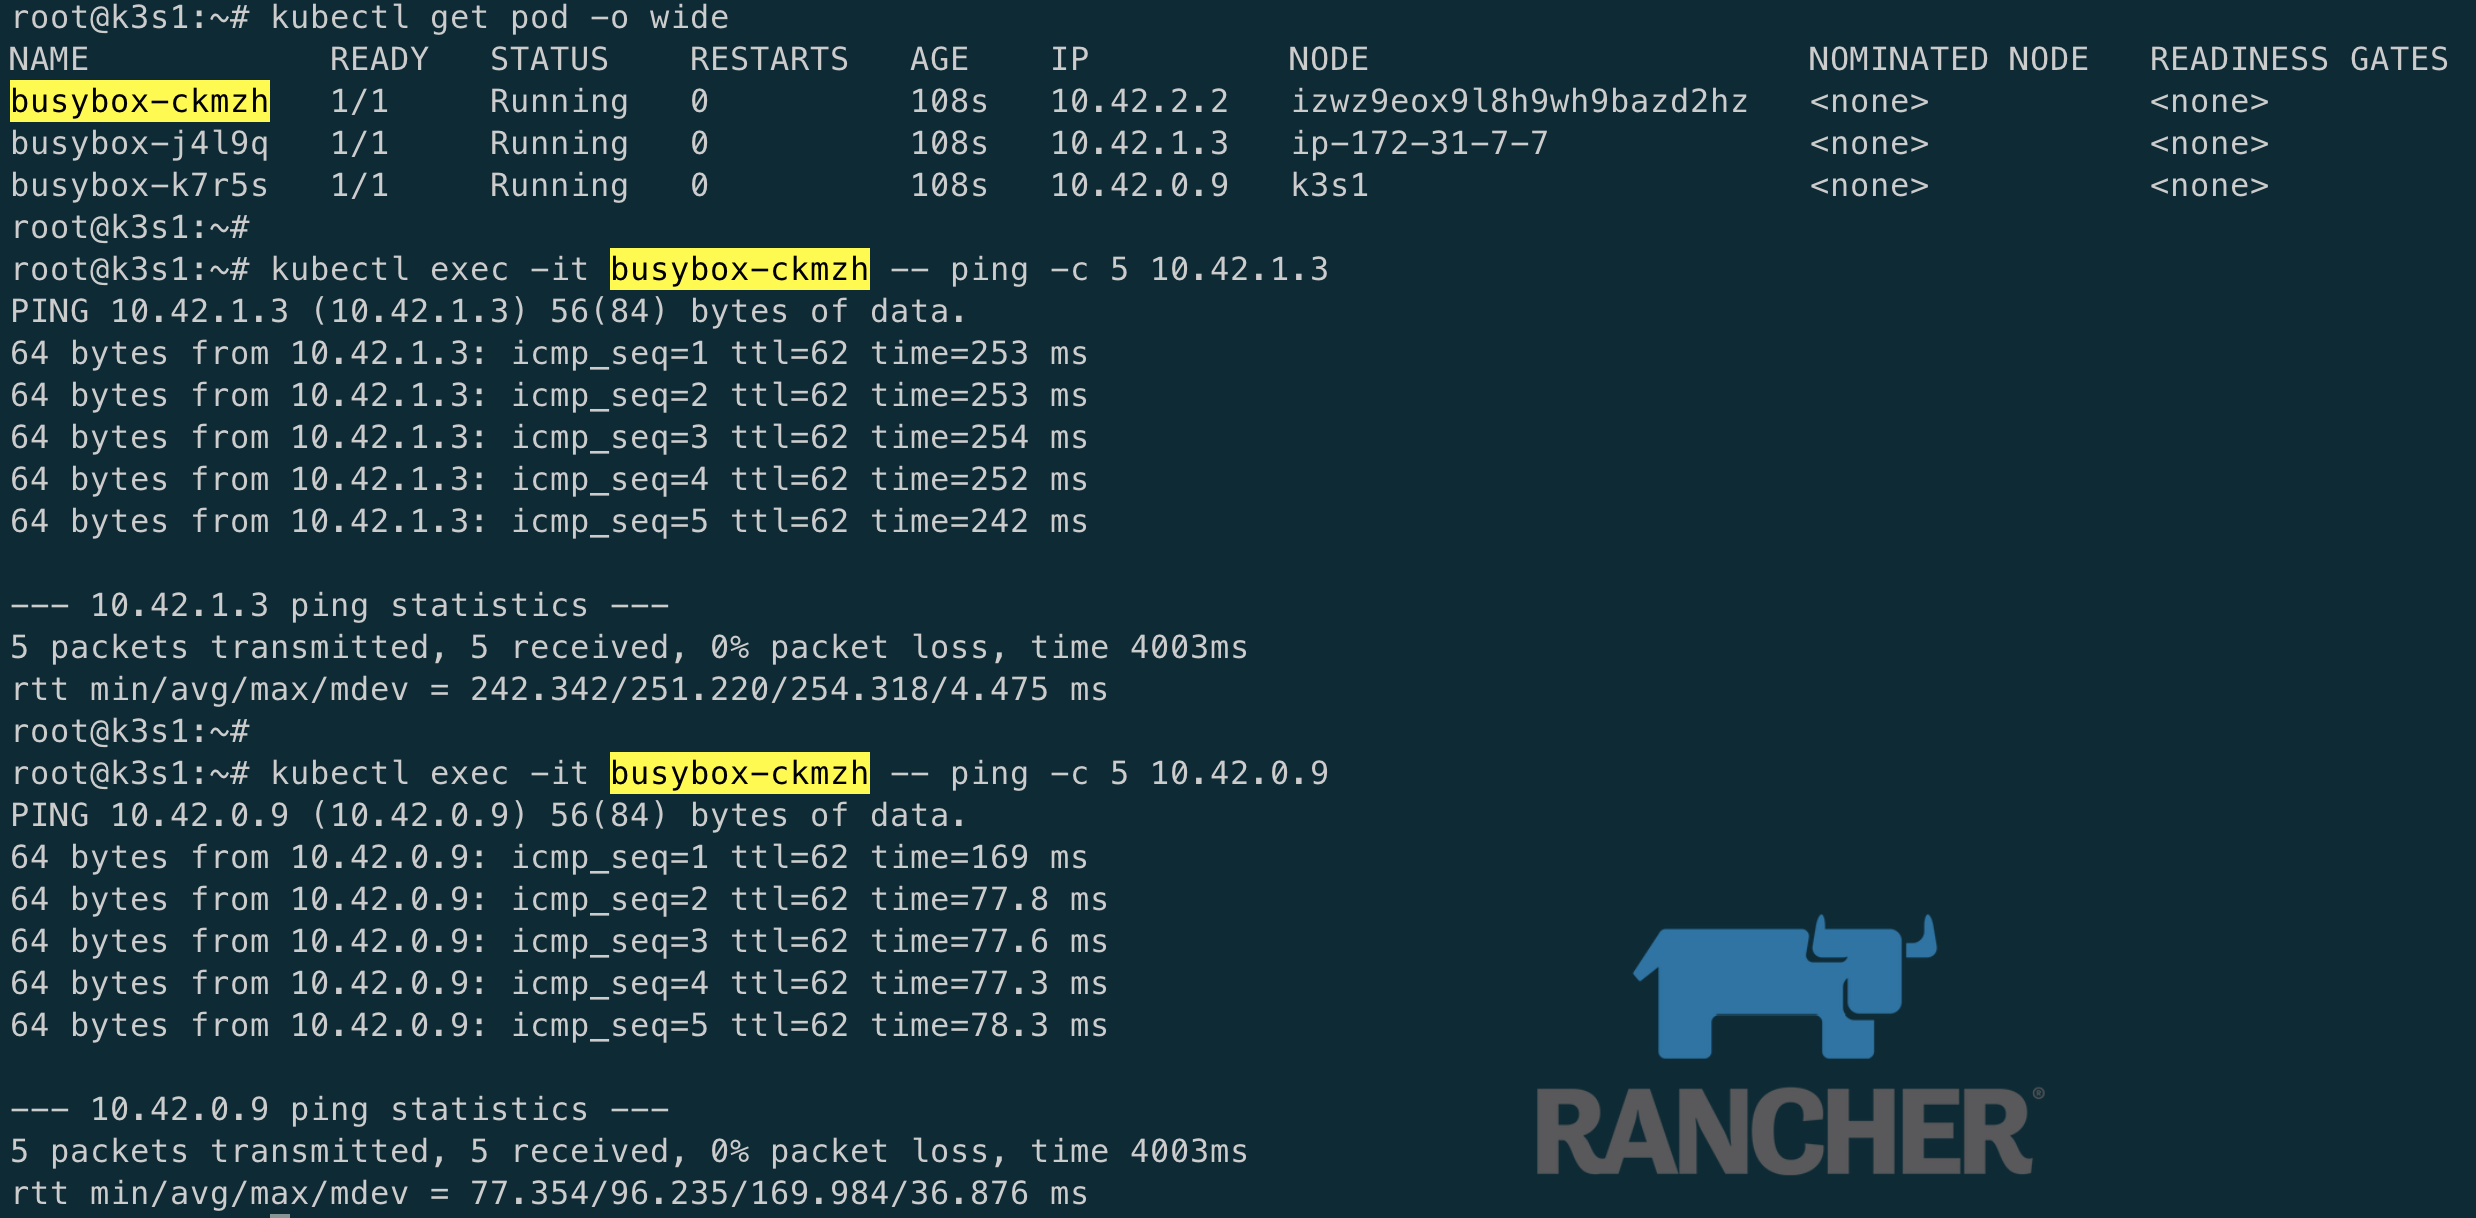 root@k3s1:~# kubectl get pod -o wide
NAME            READY   STATUS    RESTARTS   AGE    IP          NODE                      NOMINATED NODE   READINESS GATES
busybox-ckmzh   1/1     Running   0          108s   10.42.2.2   izwz9eox9l8h9wh9bazd2hz   <none>           <none>
busybox-j4l9q   1/1     Running   0          108s   10.42.1.3   ip-172-31-7-7             <none>           <none>
busybox-k7r5s   1/1     Running   0          108s   10.42.0.9   k3s1                      <none>           <none>
root@k3s1:~#
root@k3s1:~# kubectl exec -it busybox-ckmzh -- ping -c 5 10.42.1.3
PING 10.42.1.3 (10.42.1.3) 56(84) bytes of data.
64 bytes from 10.42.1.3: icmp_seq=1 ttl=62 time=253 ms
64 bytes from 10.42.1.3: icmp_seq=2 ttl=62 time=253 ms
64 bytes from 10.42.1.3: icmp_seq=3 ttl=62 time=254 ms
64 bytes from 10.42.1.3: icmp_seq=4 ttl=62 time=252 ms
64 bytes from 10.42.1.3: icmp_seq=5 ttl=62 time=242 ms
--- 10.42.1.3 ping statistics ---
5 packets transmitted, 5 received, 0% packet loss, time 4003ms
rtt min/avg/max/mdev = 242.342/251.220/254.318/4.475 ms
root@k3s1:~#
root@k3s1:~# kubectl exec -it busybox-ckmzh -- ping -c 5 10.42.0.9
PING 10.42.0.9 (10.42.0.9) 56(84) bytes of data.
64 bytes from 10.42.0.9: icmp_seq=1 ttl=62 time=169 ms
64 bytes from 10.42.0.9: icmp_seq=2 ttl=62 time=77.8 ms
64 bytes from 10.42.0.9: icmp_seq=3 ttl=62 time=77.6 ms
64 bytes from 10.42.0.9: icmp_seq=4 ttl=62 time=77.3 ms
64 bytes from 10.42.0.9: icmp_seq=5 ttl=62 time=78.3 ms
--- 10.42.0.9 ping statistics ---
5 packets transmitted, 5 received, 0% packet loss, time 4003ms
rtt min/avg/max/mdev = 77.354/96.235/169.984/36.876 ms
RANCHER®